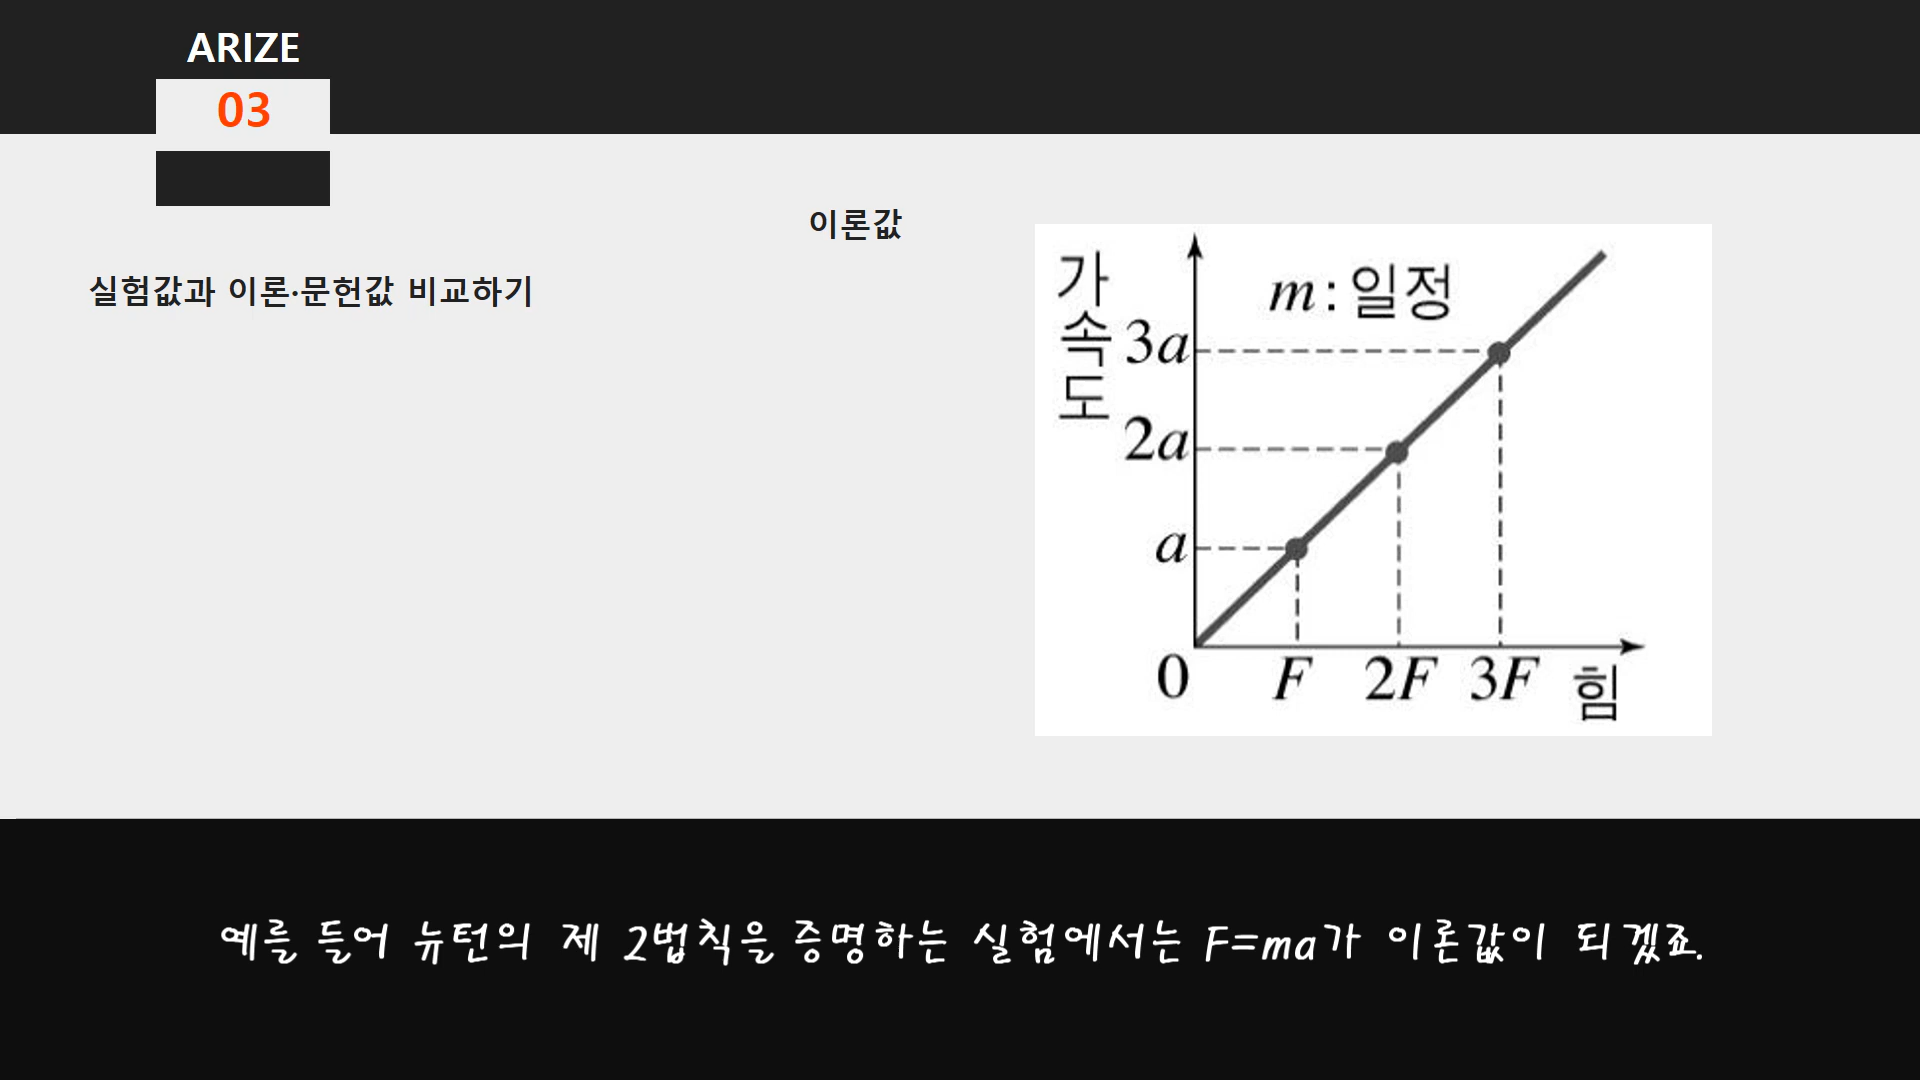 ARIZE
03
이론값
실험값과 이론·문헌값 비교하기
가속도
m : 일정
3a
2a
a
0 F 2F 3F 힘
예를 들어 뉴턴의 제 2법칙을 증명하는 실험에서는 F=ma가 이론값이 되겠죠.